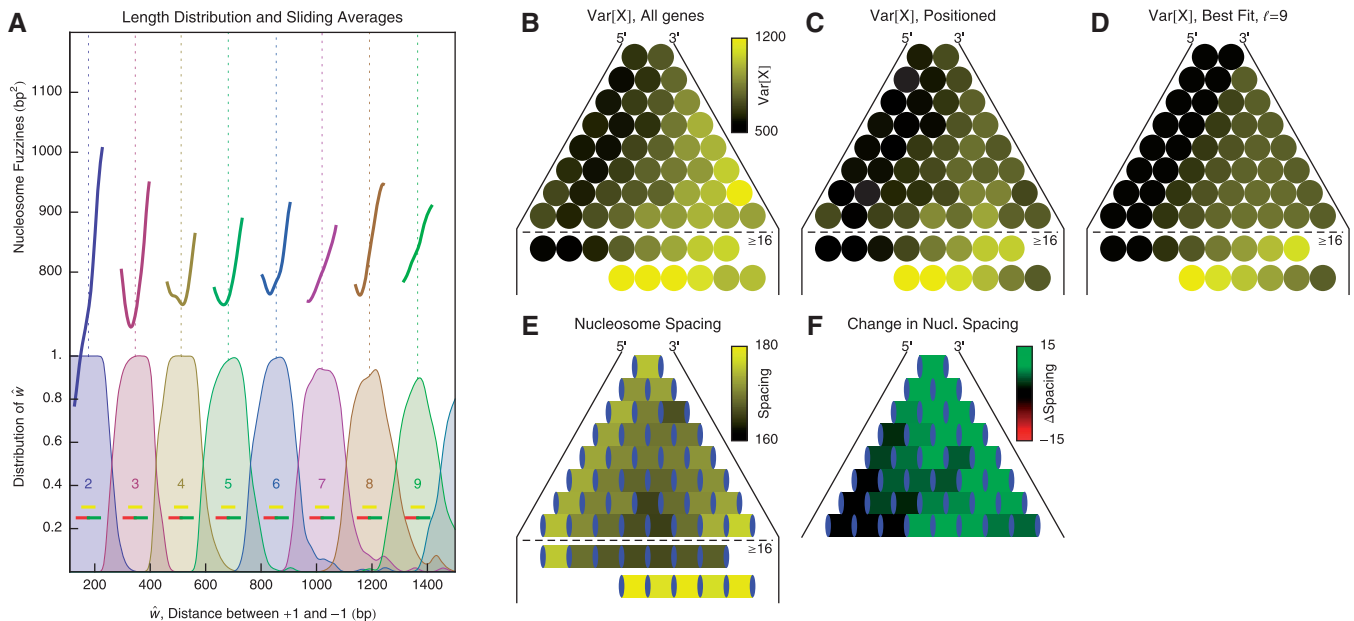 A
Length Distribution and Sliding Averages
Nucleosome Fuzzines (bp²)
1100
1000
900
800
Distribution of ŵ
1.
0.8
0.6
0.4
0.2
2
3
4
5
6
7
8
9
200
400
600
800
1000
1200
1400
ŵ, Distance between +1 and −1 (bp)
B
Var[X], All genes
5'
3'
1200
Var[X]
500
≥16
C
Var[X], Positioned
5'
3'
≥16
D
Var[X], Best Fit, ℓ=9
5'
3'
≥16
E
Nucleosome Spacing
5'
3'
180
Spacing
160
≥16
F
Change in Nucl. Spacing
5'
3'
15
ΔSpacing
−15